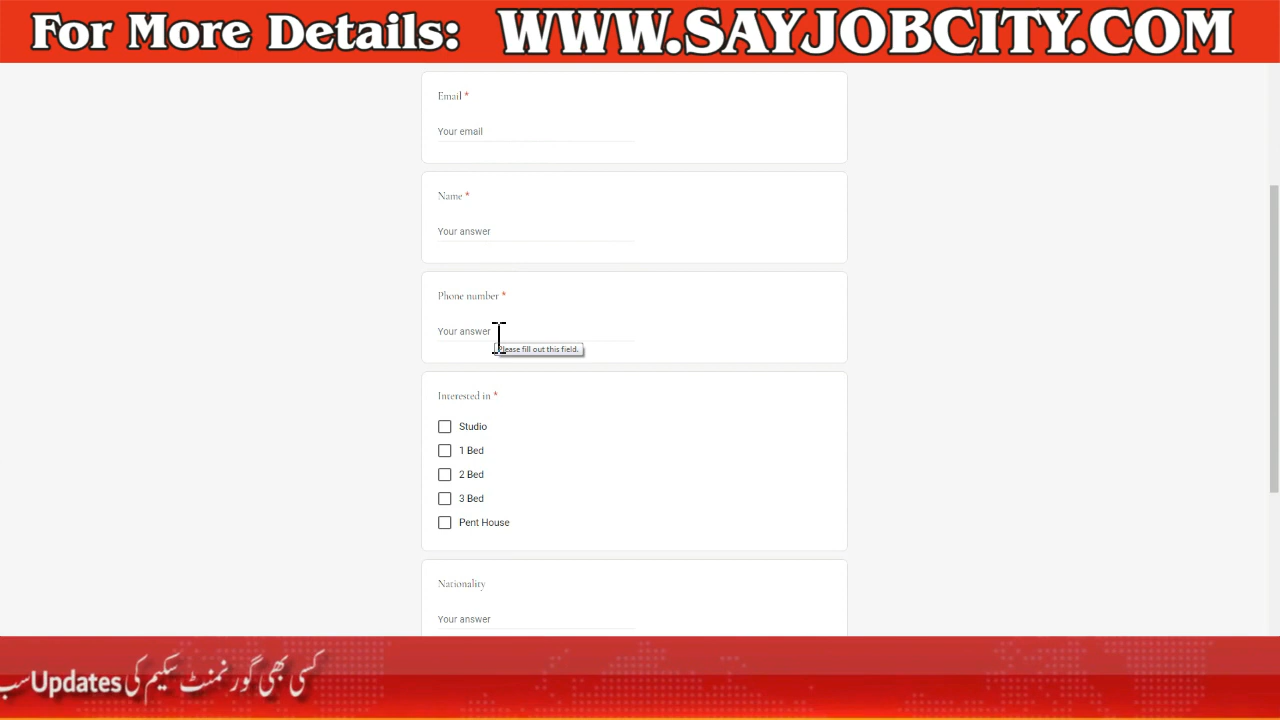 For More Details: WWW.SAYJOBCITY.COM
Email *
Your email
Name *
Your answer
Phone number *
Your answer
Please fill out this field.
Interested in *
Studio
1 Bed
2 Bed
3 Bed
Pent House
Nationality
Your answer
کسی بھی گورنمنٹ سکیم کی Updates سب